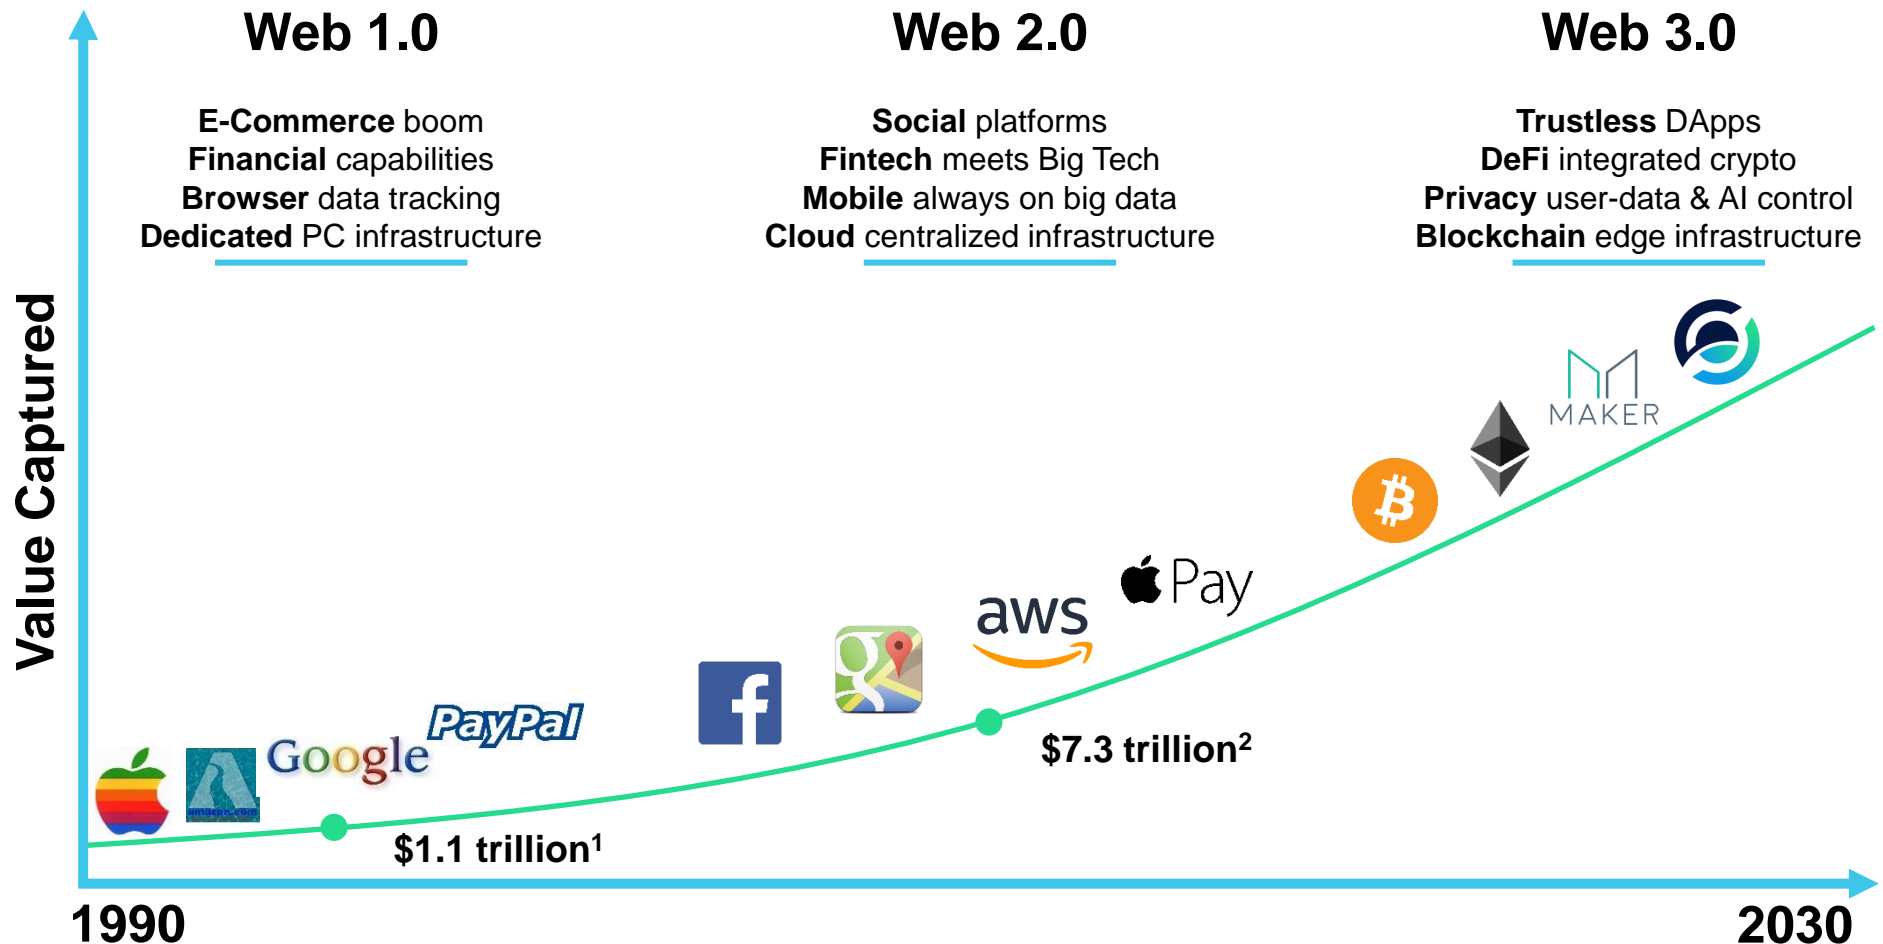 Web 1.0
E-Commerce boom
Financial capabilities
Browser data tracking
Dedicated PC infrastructure
Web 2.0
Social platforms
Fintech meets Big Tech
Mobile always on big data
Cloud centralized infrastructure
Web 3.0
Trustless DApps
DeFi integrated crypto
Privacy user-data & AI control
Blockchain edge infrastructure
Value Captured
amazon.com
Google
PayPal
f
g
aws
Pay
₿
MAKER
$1.1 trillion¹
$7.3 trillion²
1990
2030